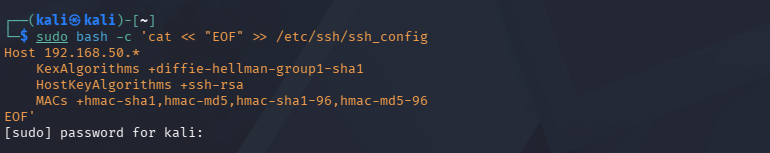 ┌──(kali㉿kali)-[~]
└─$ sudo bash -c 'cat << "EOF" >> /etc/ssh/ssh_config
Host 192.168.50.*
    KexAlgorithms +diffie-hellman-group1-sha1
    HostKeyAlgorithms +ssh-rsa
    MACs +hmac-sha1,hmac-md5,hmac-sha1-96,hmac-md5-96
EOF'
[sudo] password for kali: